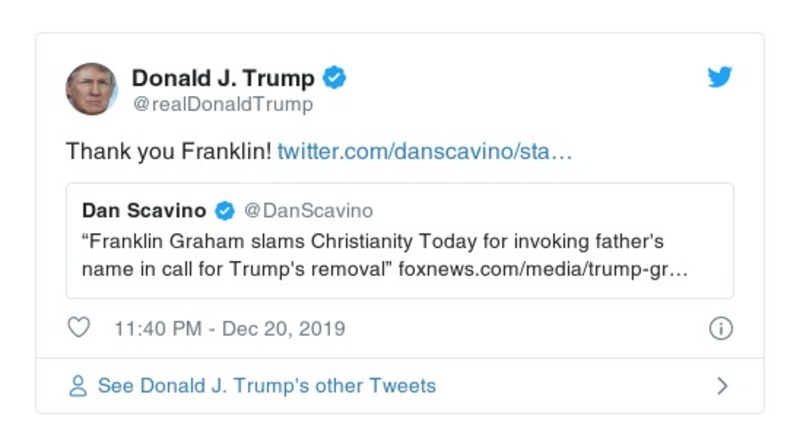 Donald J. Trump
@realDonaldTrump
Thank you Franklin! twitter.com/danscavino/sta…
Dan Scavino @DanScavino
“Franklin Graham slams Christianity Today for invoking father's
name in call for Trump's removal” foxnews.com/media/trump-gr…
11:40 PM - Dec 20, 2019
See Donald J. Trump's other Tweets